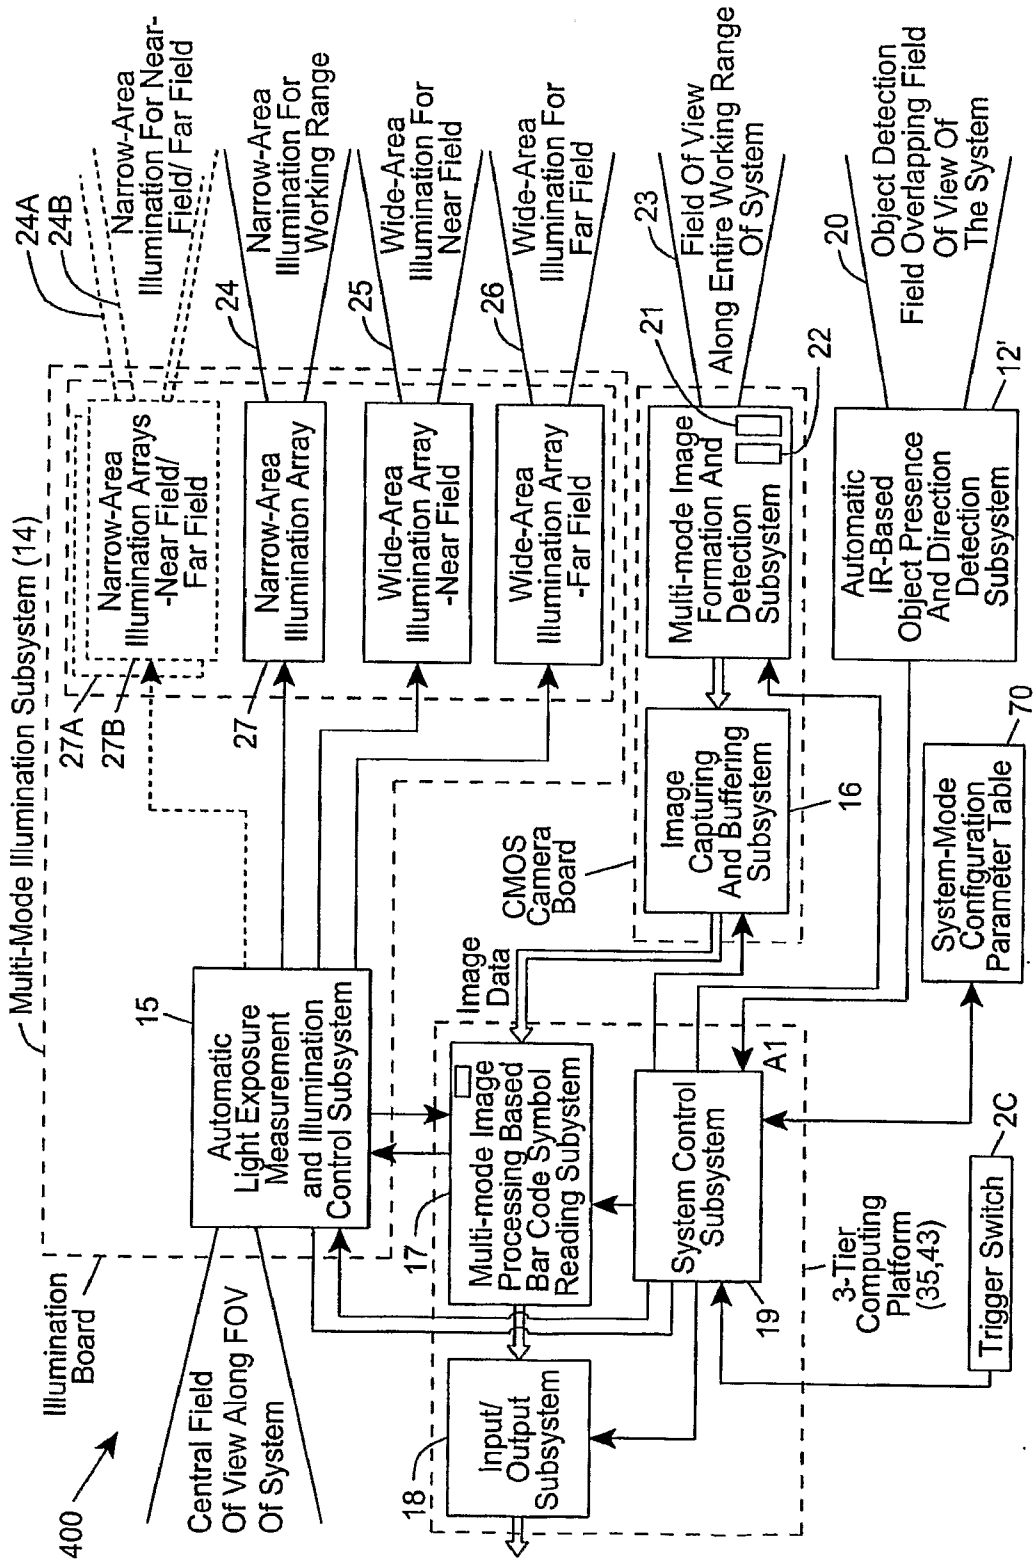 Multi-Mode Illumination Subsystem (14)
400
Illumination
Board
Central Field
Of View Along FOV
Of System
15
Automatic
Light Exposure
Measurement
and Illumination
Control Subsystem
27A
27B
Narrow-Area
Illumination Arrays
-Near Field/
Far Field
24A
24B
Narrow-Area
Illumination For Near-
Field/ Far Field
27
Narrow-Area
Illumination Array
24
Narrow-Area
Illumination For
Working Range
Wide-Area
Illumination Array
-Near Field
25
Wide-Area
Illumination For
Near Field
Wide-Area
Illumination Array
-Far Field
26
Wide-Area
Illumination For
Far Field
18
Input/
Output
Subsystem
17
Multi-mode Image
Processing Based
Bar Code Symbol
Reading Subsystem
Image
Data
CMOS
Camera
Board
Image
Capturing
And Buffering
Subsystem
16
Multi-mode Image
Formation And
Detection
Subsystem
21
22
23
Field Of View
Along Entire Working Range
Of System
System Control
Subsystem
19
A1
3-Tier
Computing
Platform
(35,43)
Automatic
IR-Based
Object Presence
And Direction
Detection
Subsystem
12'
20
Object Detection
Field Overlapping Field
Of View Of
The System
Trigger Switch
2C
System-Mode
Configuration
Parameter Table
70